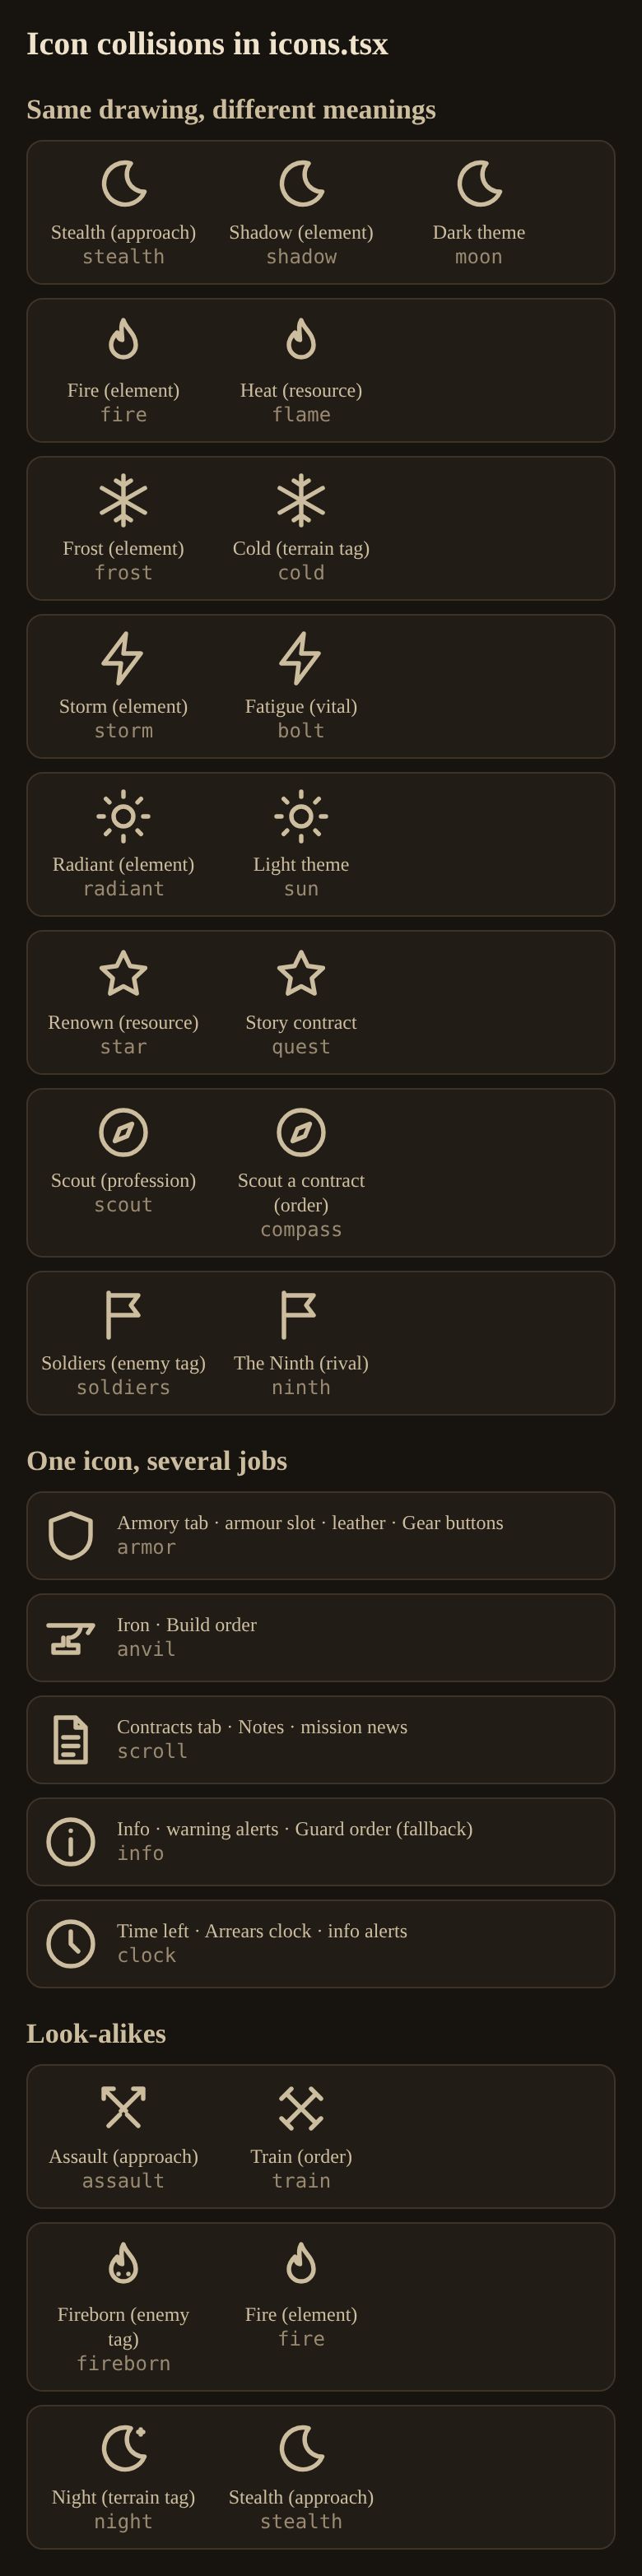 Icon collisions in icons.tsx
Same drawing, different meanings
Stealth (approach) Shadow (element) Dark theme
stealth shadow moon
Fire (element) Heat (resource)
fire flame
Frost (element) Cold (terrain tag)
frost cold
Storm (element) Fatigue (vital)
storm bolt
Radiant (element) Light theme
radiant sun
Renown (resource) Story contract
star quest
Scout (profession) Scout a contract
scout (order)
compass
Soldiers (enemy tag) The Ninth (rival)
soldiers ninth
One icon, several jobs
Armory tab · armour slot · leather · Gear buttons
armor
Iron · Build order
anvil
Contracts tab · Notes · mission news
scroll
Info · warning alerts · Guard order (fallback)
info
Time left · Arrears clock · info alerts
clock
Look-alikes
Assault (approach) Train (order)
assault train
Fireborn (enemy Fire (element)
tag) fire
fireborn
Night (terrain tag) Stealth (approach)
night stealth